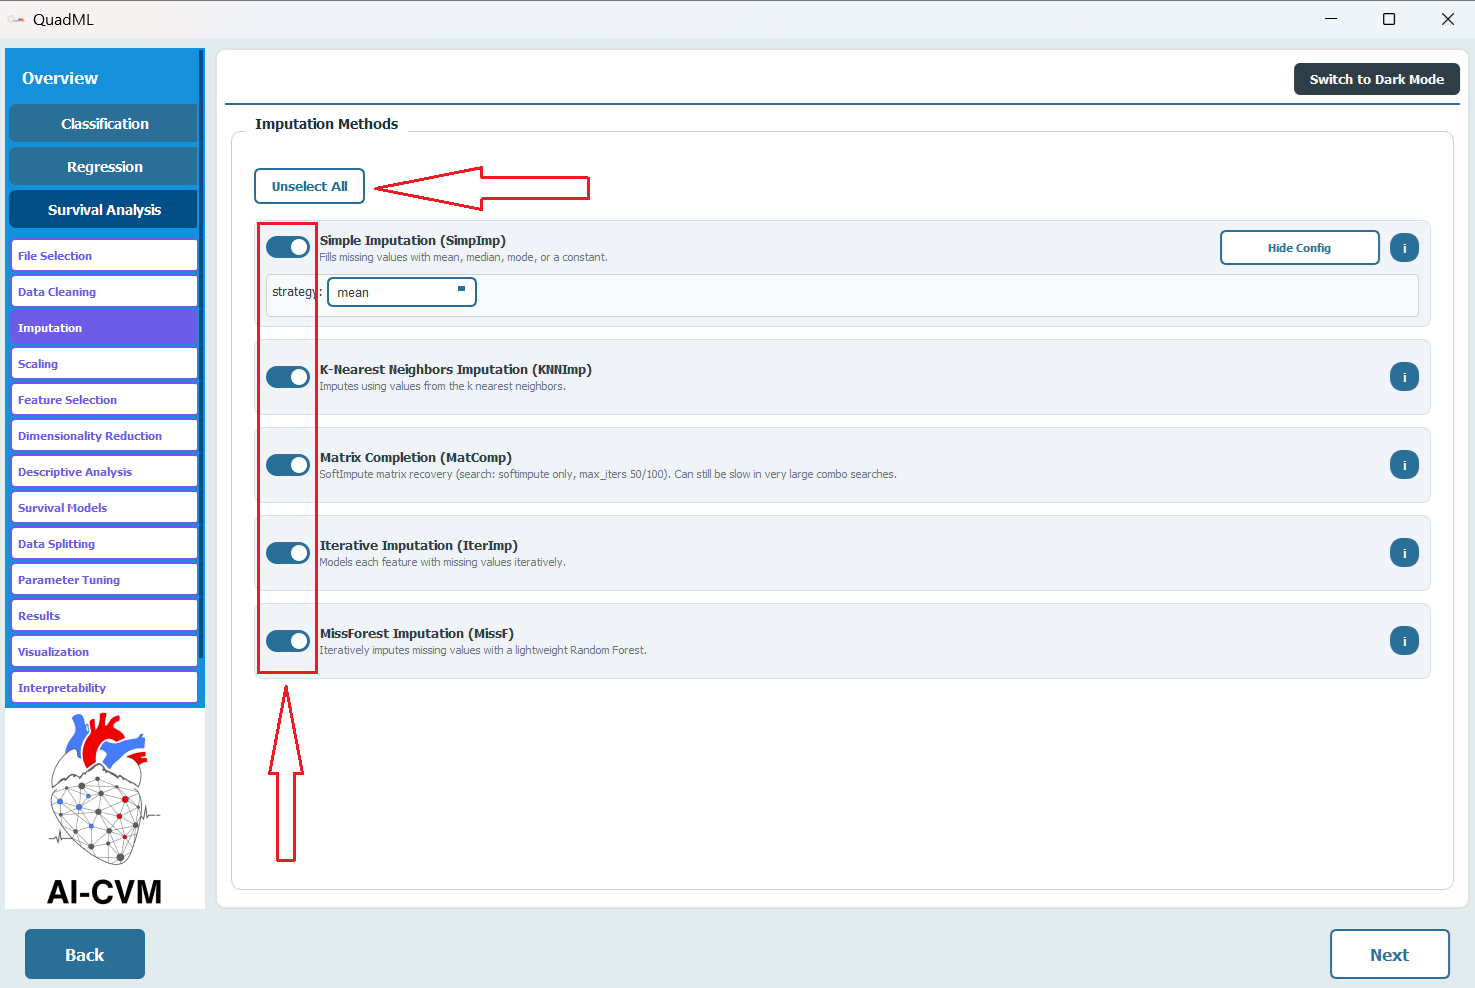 QuadML
Overview
Classification
Regression
Survival Analysis
File Selection
Data Cleaning
Imputation
Scaling
Feature Selection
Dimensionality Reduction
Descriptive Analysis
Survival Models
Data Splitting
Parameter Tuning
Results
Visualization
Interpretability
AI-CVM
Switch to Dark Mode
Imputation Methods
Unselect All
Simple Imputation (SimpImp)
Fills missing values with mean, median, mode, or a constant.
Hide Config
i
strategy: mean
K-Nearest Neighbors Imputation (KNNImp)
Imputes using values from the k nearest neighbors.
i
Matrix Completion (MatComp)
SoftImpute matrix recovery (search: softimpute only, max_iters 50/100). Can still be slow in very large combo searches.
i
Iterative Imputation (IterImp)
Models each feature with missing values iteratively.
i
MissForest Imputation (MissF)
Iteratively imputes missing values with a lightweight Random Forest.
i
Back
Next